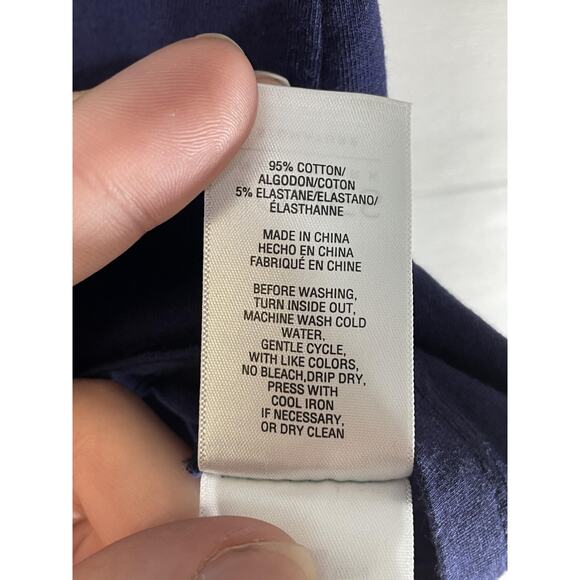 95% COTTON/
ALGODON/COTON
5% ELASTANE/ELASTANO/
ÉLASTHANNE
MADE IN CHINA
HECHO EN CHINA
FABRIQUÉ EN CHINE
BEFORE WASHING,
TURN INSIDE OUT,
MACHINE WASH COLD
WATER,
GENTLE CYCLE,
WITH LIKE COLORS,
NO BLEACH,DRIP DRY,
PRESS WITH
COOL IRON
IF NECESSARY,
OR DRY CLEAN